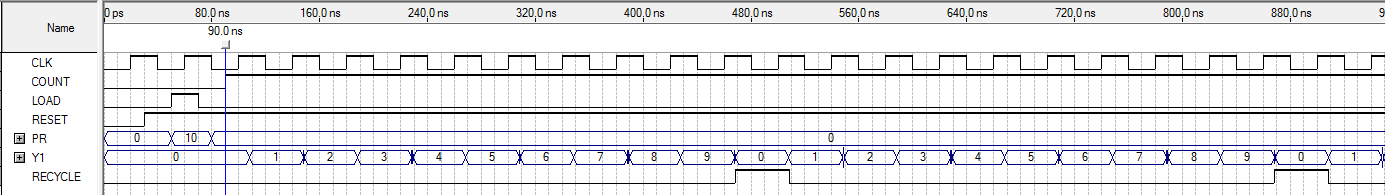 Name
0 ps 80.0 ns 160.0 ns 240.0 ns 320.0 ns 400.0 ns 480.0 ns 560.0 ns 640.0 ns 720.0 ns 800.0 ns 880.0 ns 9
90.0 ns
CLK
COUNT
LOAD
RESET
PR 0 10 0
Y1 0 1 2 3 4 5 6 7 8 9 0 1 2 3 4 5 6 7 8 9 0 1
RECYCLE